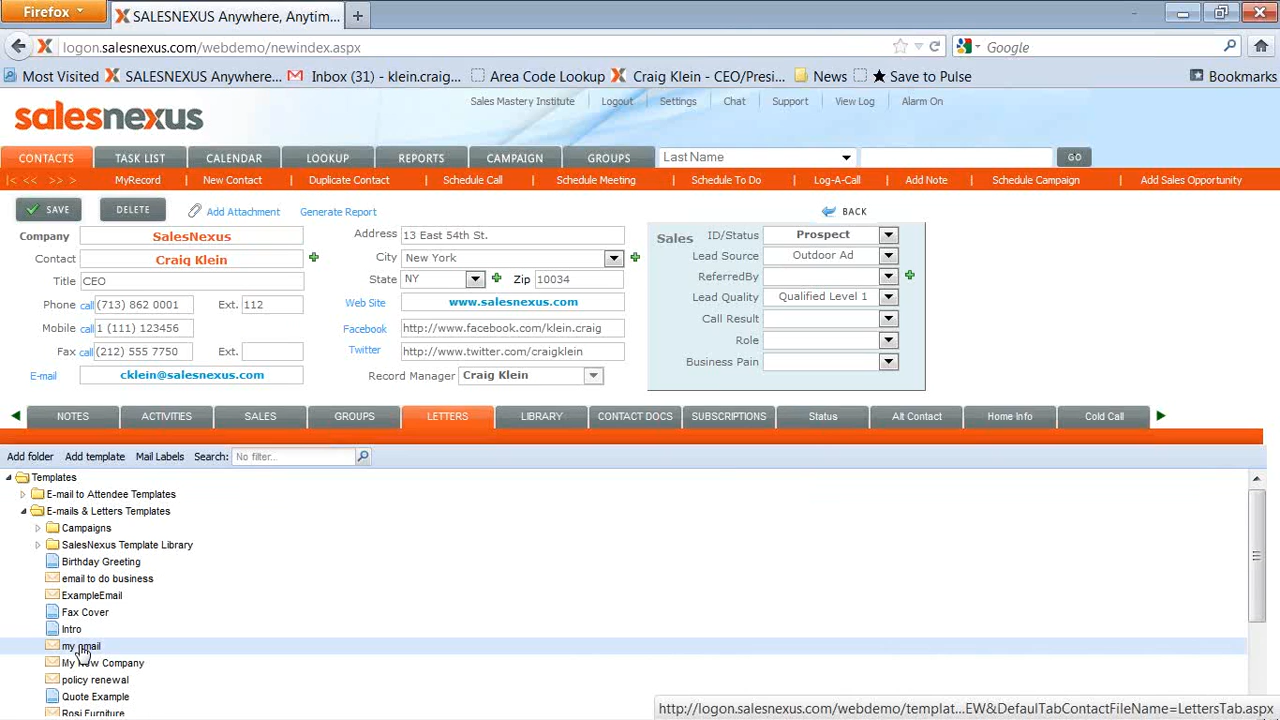 Firefox
SALESNEXUS Anywhere, Anytim...
logon.salesnexus.com/webdemo/newindex.aspx
Google
Most Visited
SALESNEXUS Anywhere...
Inbox (31) - klein.craig...
Area Code Lookup
Craig Klein - CEO/Presi...
News
Save to Pulse
Bookmarks
salesnexus
Sales Mastery Institute
Logout
Settings
Chat
Support
View Log
Alarm On
CONTACTS
TASK LIST
CALENDAR
LOOKUP
REPORTS
CAMPAIGN
GROUPS
Last Name
GO
|< << >> >|
MyRecord
New Contact
Duplicate Contact
Schedule Call
Schedule Meeting
Schedule To Do
Log-A-Call
Add Note
Schedule Campaign
Add Sales Opportunity
SAVE
DELETE
Add Attachment
Generate Report
BACK
Company SalesNexus
Contact Craig Klein
Title CEO
Phone call (713) 862 0001 Ext. 112
Mobile call 1 (111) 123456
Fax call (212) 555 7750 Ext.
E-mail cklein@salesnexus.com
Address 13 East 54th St.
City New York
State NY Zip 10034
Web Site www.salesnexus.com
Facebook http://www.facebook.com/klein.craig
Twitter http://www.twitter.com/craigklein
Record Manager Craig Klein
Sales
ID/Status Prospect
Lead Source Outdoor Ad
ReferredBy
Lead Quality Qualified Level 1
Call Result
Role
Business Pain
NOTES
ACTIVITIES
SALES
GROUPS
LETTERS
LIBRARY
CONTACT DOCS
SUBSCRIPTIONS
Status
Alt Contact
Home Info
Cold Call
Add folder
Add template
Mail Labels
Search: No filter...
Templates
E-mail to Attendee Templates
E-mails & Letters Templates
Campaigns
SalesNexus Template Library
Birthday Greeting
email to do business
ExampleEmail
Fax Cover
Intro
my email
My New Company
policy renewal
Quote Example
Rosi Furniture
http://logon.salesnexus.com/webdemo/templat...EW&DefaulTabContactFileName=LettersTab.aspx